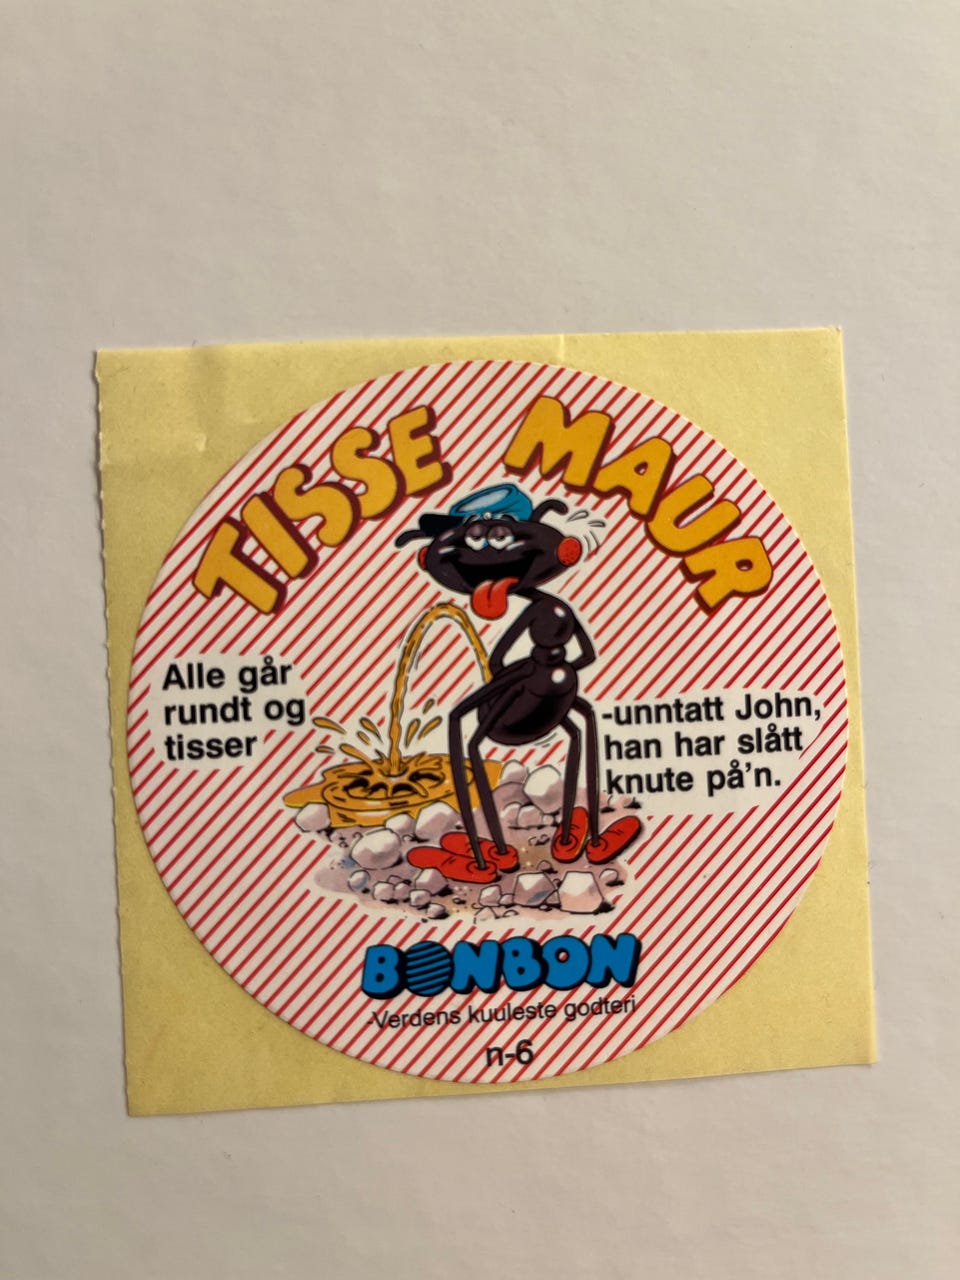 TISSE MAUR
Alle går
rundt og
tisser
-unntatt John,
han har slått
knute på'n.
BONBON
-Verdens kuuleste godteri
n-6